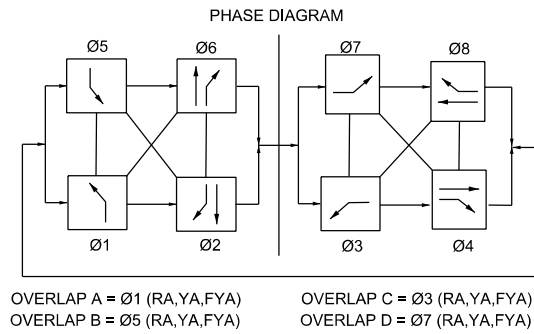 PHASE DIAGRAM
Ø5
Ø6
Ø7
Ø8
Ø1
Ø2
Ø3
Ø4
OVERLAP A = Ø1 (RA,YA,FYA)
OVERLAP B = Ø5 (RA,YA,FYA)
OVERLAP C = Ø3 (RA,YA,FYA)
OVERLAP D = Ø7 (RA,YA,FYA)